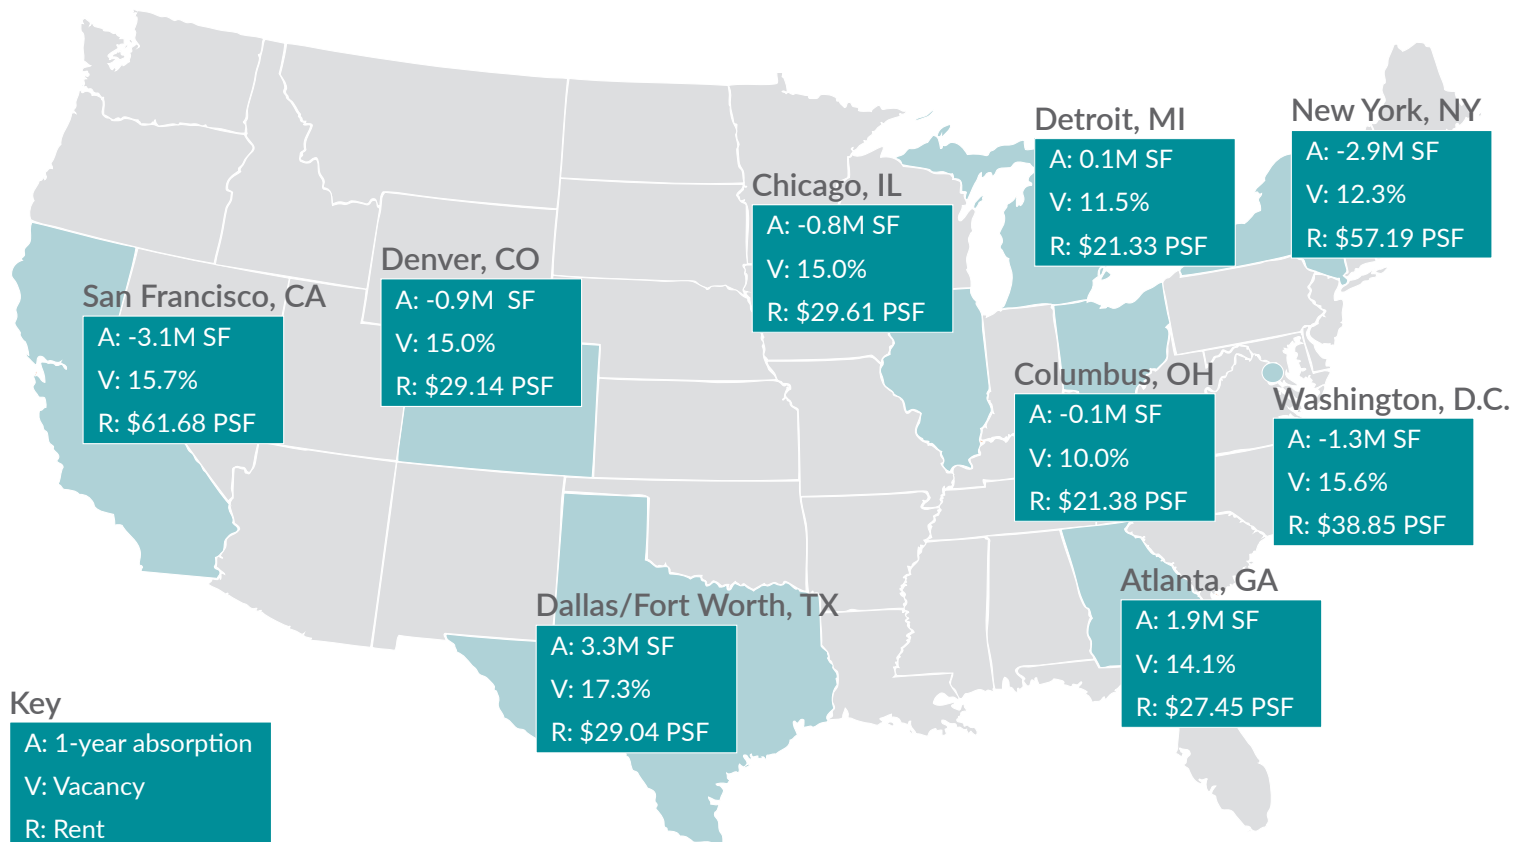 Detroit, MI
A: 0.1M SF
V: 11.5%
R: $21.33 PSF
New York, NY
A: -2.9M SF
V: 12.3%
R: $57.19 PSF
Chicago, IL
A: -0.8M SF
V: 15.0%
R: $29.61 PSF
Denver, CO
A: -0.9M  SF
V: 15.0%
R: $29.14 PSF
San Francisco, CA
A: -3.1M SF
V: 15.7%
R: $61.68 PSF
Columbus, OH
A: -0.1M SF
V: 10.0%
R: $21.38 PSF
Washington, D.C.
A: -1.3M SF
V: 15.6%
R: $38.85 PSF
Atlanta, GA
A: 1.9M SF
V: 14.1%
R: $27.45 PSF
Dallas/Fort Worth, TX
A: 3.3M SF
V: 17.3%
R: $29.04 PSF
Key
A: 1-year absorption
V: Vacancy
R: Rent